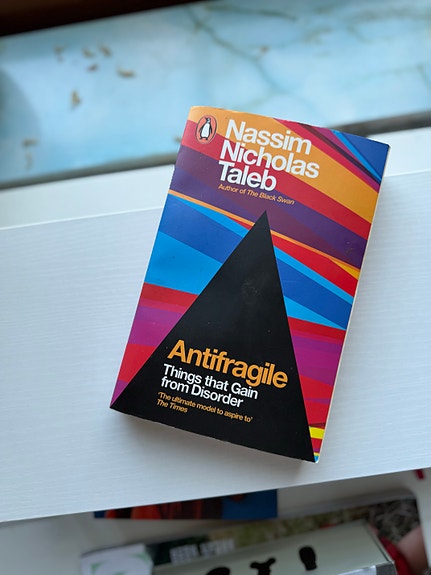 Nassim
Nicholas
Taleb
Author of The Black Swan
Antifragile
Things that Gain
from Disorder
'The ultimate model to aspire to'
The Times